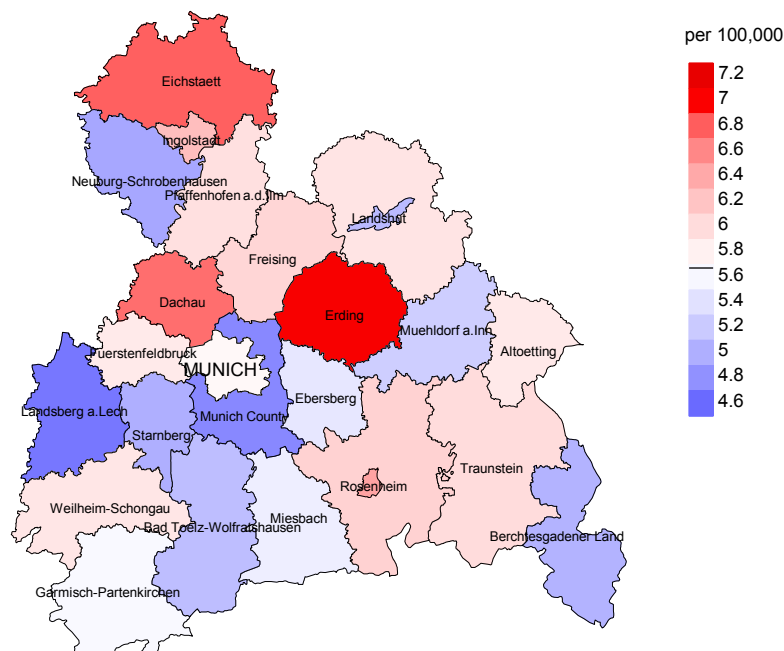 per 100,000
7.2
7
6.8
6.6
6.4
6.2
6
5.8
5.6
5.4
5.2
5
4.8
4.6
Eichstaett
Ingolstadt
Neuburg-Schrobenhausen
Pfaffenhofen a.d.Ilm
Landshut
Freising
Dachau
Erding
Muehldorf a.Inn
Altoetting
Fuerstenfeldbruck
MUNICH
Ebersberg
Landsberg a.Lech
Munich County
Starnberg
Traunstein
Rosenheim
Weilheim-Schongau
Miesbach
Bad Toelz-Wolfratshausen
Berchtesgadener Land
Garmisch-Partenkirchen